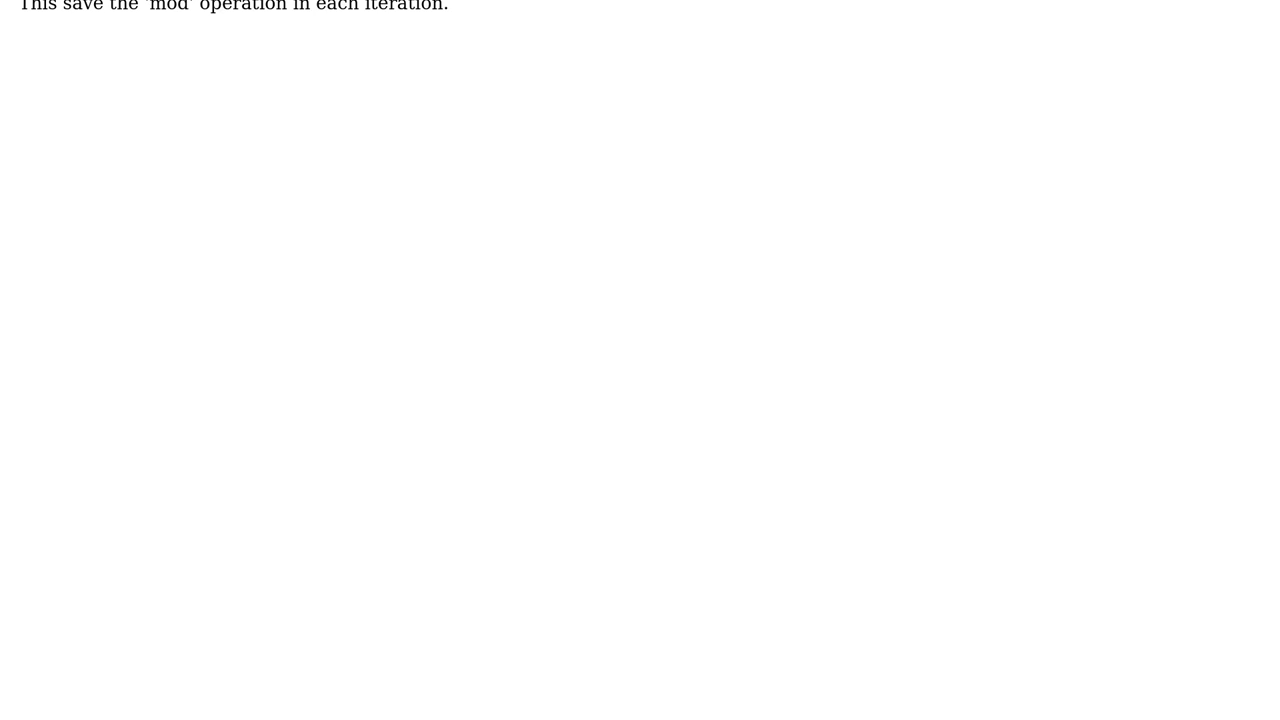 This save the 'mod' operation in each iteration.